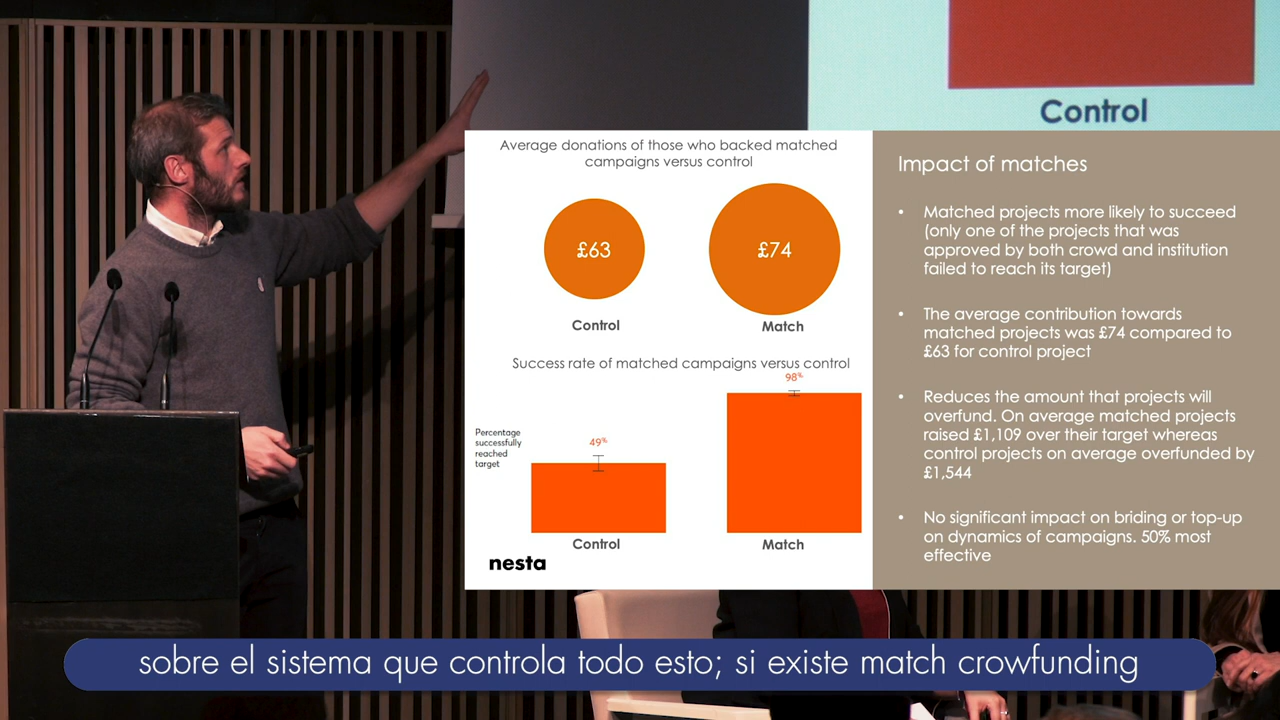 Control
Average donations of those who backed matched
campaigns versus control
£63
£74
Control
Match
Success rate of matched campaigns versus control
98%
Percentage
successfully
reached
target
49%
Control
Match
nesta
Impact of matches
• Matched projects more likely to succeed
(only one of the projects that was
approved by both crowd and institution
failed to reach its target)
• The average contribution towards
matched projects was £74 compared to
£63 for control project
• Reduces the amount that projects will
overfund. On average matched projects
raised £1,109 over their target whereas
control projects on average overfunded by
£1,544
• No significant impact on briding or top-up
on dynamics of campaigns. 50% most
effective
sobre el sistema que controla todo esto; si existe match crowfunding